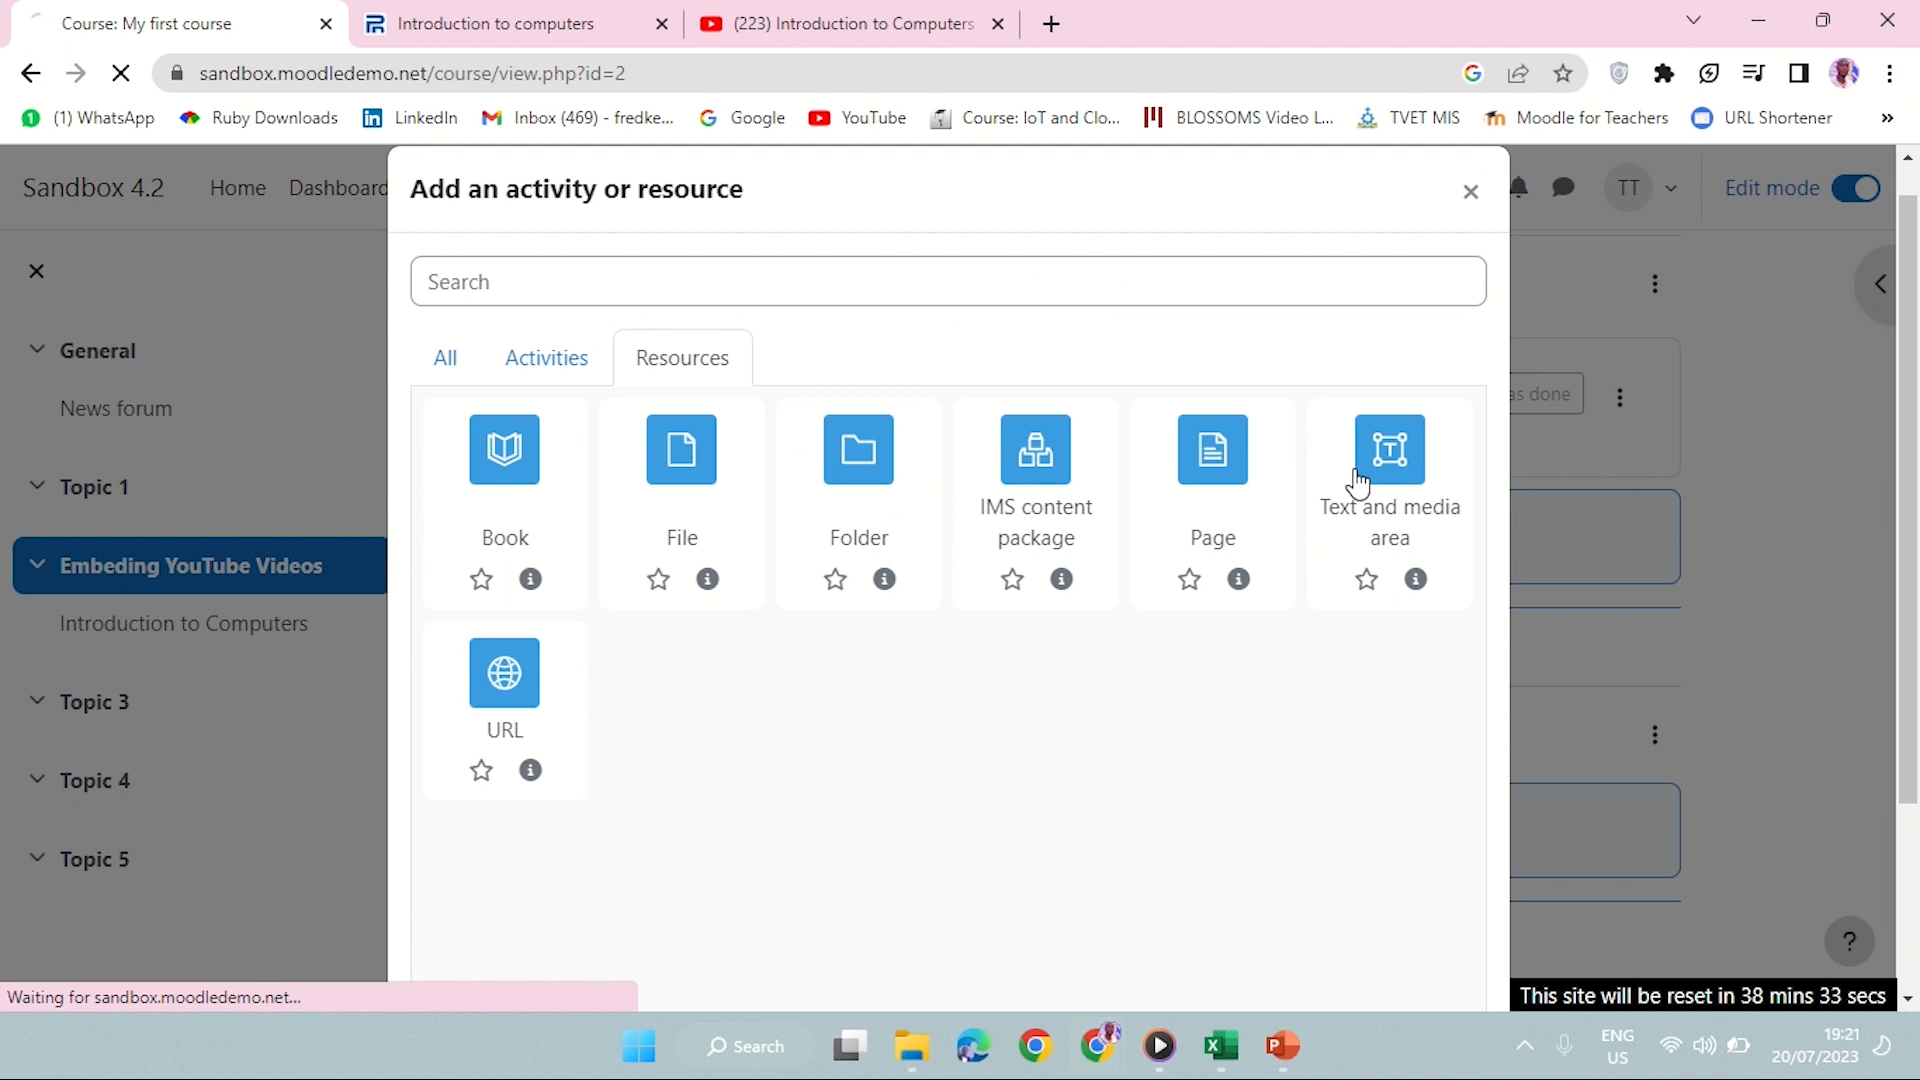 Course: My first course
Introduction to computers
(223) Introduction to Computers
sandbox.moodledemo.net/course/view.php?id=2
(1) WhatsApp
Ruby Downloads
LinkedIn
Inbox (469) - fredke...
Google
YouTube
Course: IoT and Clo...
BLOSSOMS Video L...
TVET MIS
Moodle for Teachers
URL Shortener
»
Sandbox 4.2
Home
Dashboard
Add an activity or resource
TT
Edit mode
Search
General
News forum
Topic 1
Embeding YouTube Videos
Introduction to Computers
Topic 3
Topic 4
Topic 5
All
Activities
Resources
as done
Book
File
Folder
IMS content
package
Page
Text and media
area
URL
?
Waiting for sandbox.moodledemo.net...
This site will be reset in 38 mins 33 secs
Search
ENG
US
19:21
20/07/2023